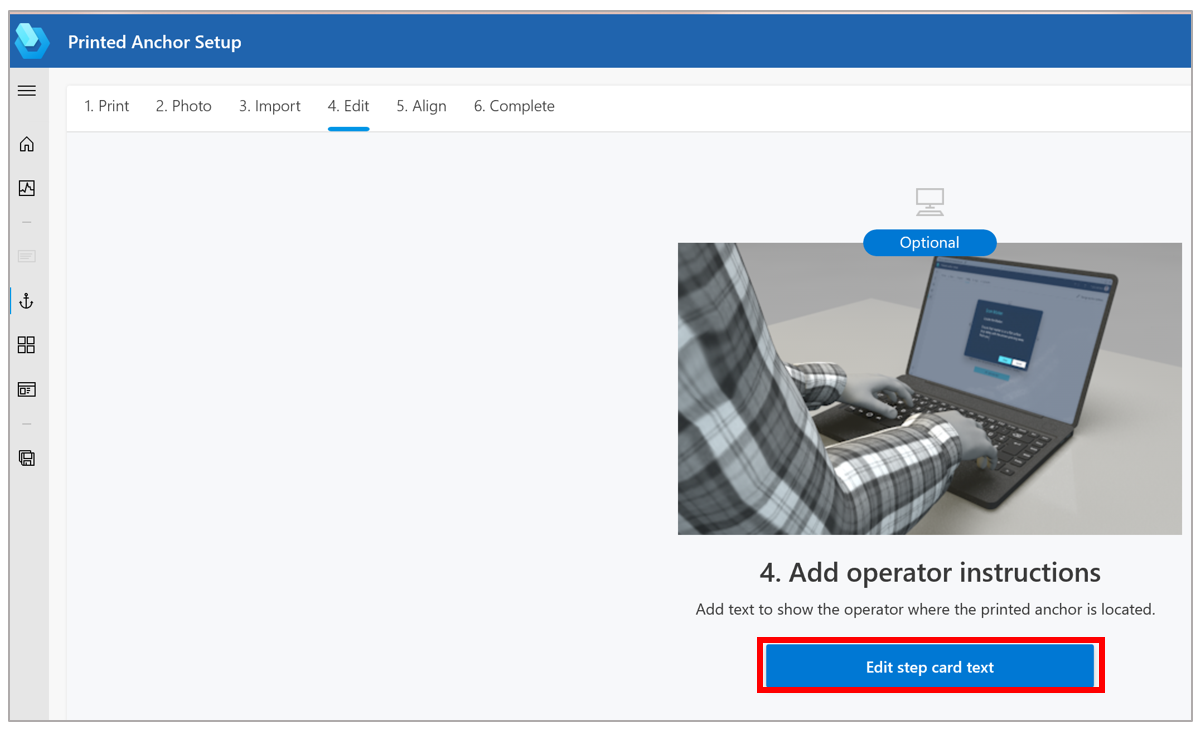 Printed Anchor Setup
1. Print 2. Photo 3. Import 4. Edit 5. Align 6. Complete
Optional
4. Add operator instructions
Add text to show the operator where the printed anchor is located.
Edit step card text